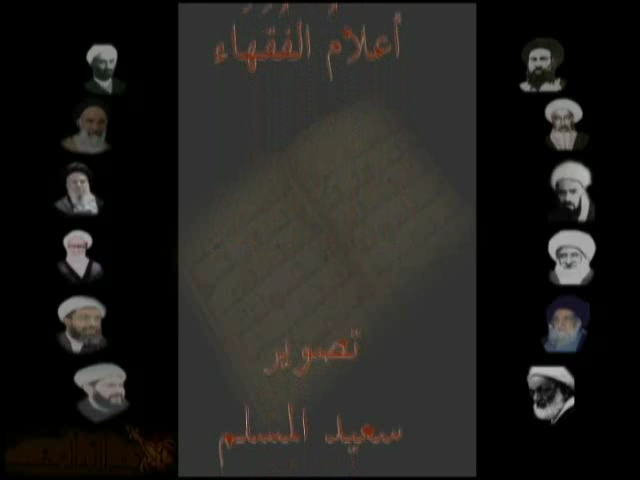 أعلام الفقهاء
تصوير
سعيد المسلم